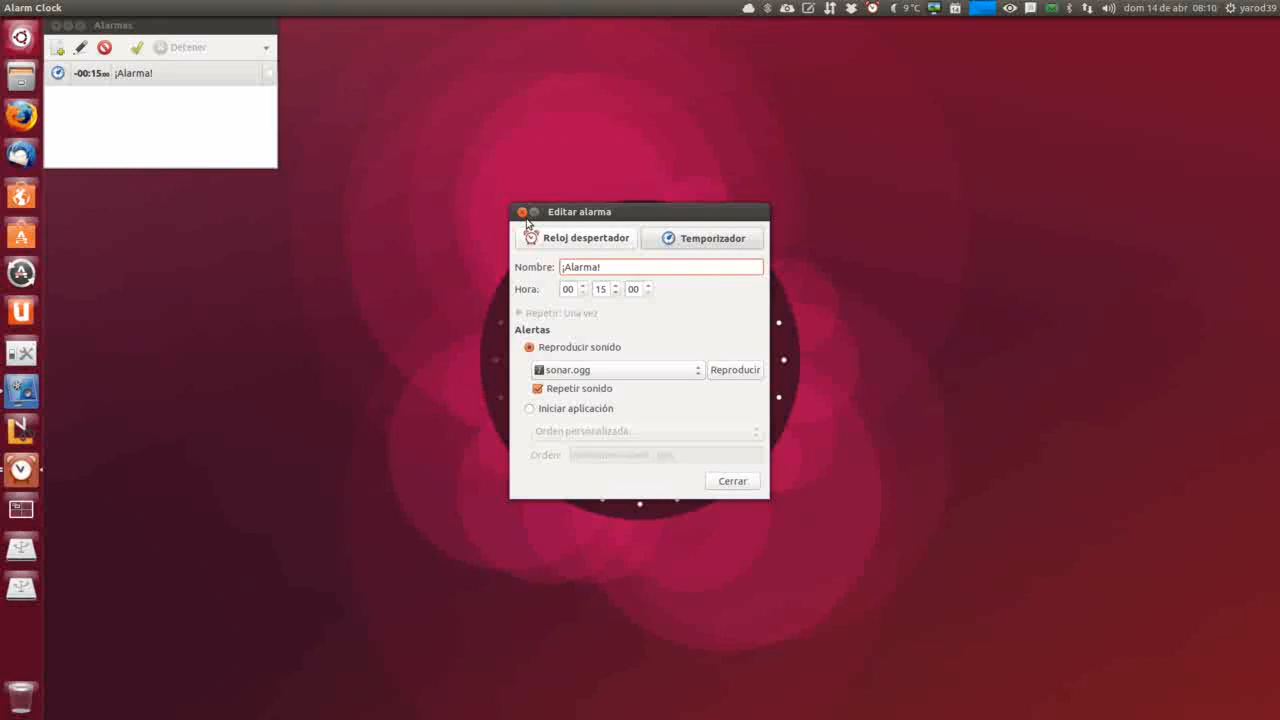 Alarm Clock
9 °C
dom 14 de abr
08:10
yarod39
Alarmas
Detener
-00:15:00 ¡Alarma!
Editar alarma
Reloj despertador
Temporizador
Nombre: ¡Alarma!
Hora: 00 15 00
Repetir: Una vez
Alertas
Reproducir sonido
sonar.ogg
Reproducir
Repetir sonido
Iniciar aplicación
Orden personalizada...
Orden:
Cerrar